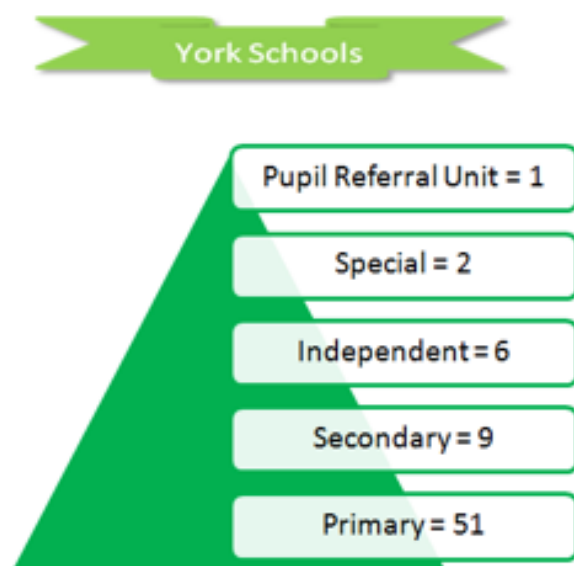 York Schools
Pupil Referral Unit = 1
Special = 2
Independent = 6
Secondary = 9
Primary = 51